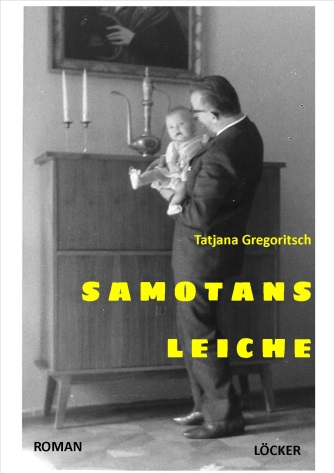 Tatjana Gregoritsch
SAMOTANS
LEICHE
ROMAN
LÖCKER